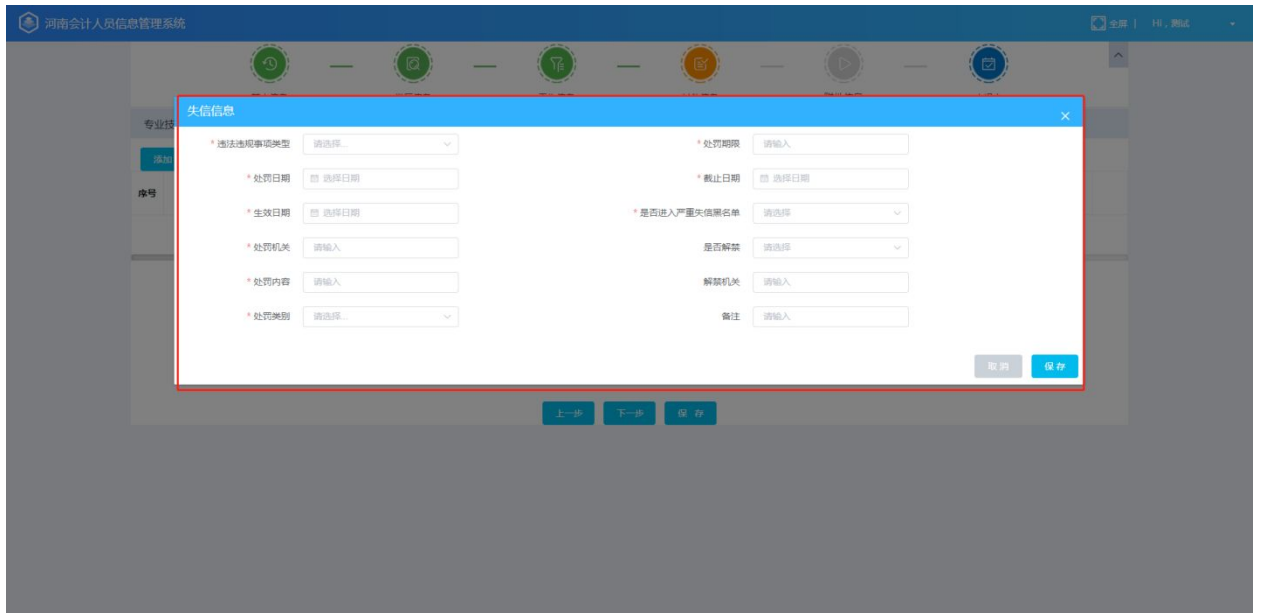 河南会计人员信息管理系统
全屏 | Hi , 测试
专业技
添加
序号
失信信息
* 违法违规事项类型 请选择...
* 处罚期限 请输入
* 处罚日期 选择日期
* 截止日期 选择日期
* 生效日期 选择日期
* 是否进入严重失信黑名单 请选择
* 处罚机关 请输入
是否解禁 请选择
* 处罚内容 请输入
解禁机关 请输入
* 处罚类别 请选择...
备注 请输入
取 消 保 存
上一步 下一步 保 存